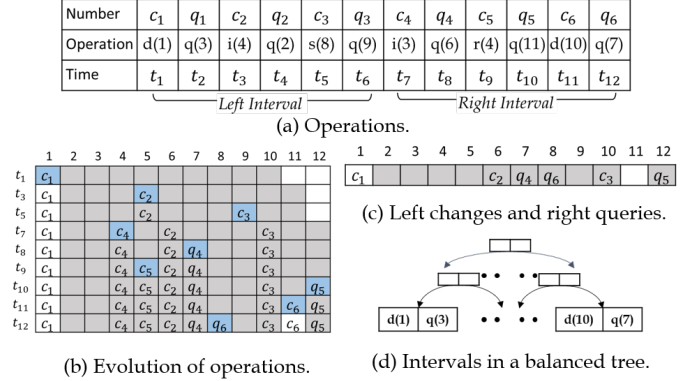 Number c₁ q₁ c₂ q₂ c₃ q₃ c₄ q₄ c₅ q₅ c₆ q₆
Operation d(1) q(3) i(4) q(2) s(8) q(9) i(3) q(6) r(4) q(11) d(10) q(7)
Time t₁ t₂ t₃ t₄ t₅ t₆ t₇ t₈ t₉ t₁₀ t₁₁ t₁₂
Left Interval Right Interval
(a) Operations.
1 2 3 4 5 6 7 8 9 10 11 12
t₁ c₁
t₃ c₁ c₂
t₅ c₁ c₂ c₃
t₇ c₁ c₄ c₂ c₃
t₈ c₁ c₄ c₂ q₄ c₃
t₉ c₁ c₄ c₅ c₂ q₄ c₃
t₁₀ c₁ c₄ c₅ c₂ q₄ c₃ q₅
t₁₁ c₁ c₄ c₅ c₂ q₄ c₃ c₆ q₅
t₁₂ c₁ c₄ c₅ c₂ q₄ q₆ c₃ c₆ q₅
(b) Evolution of operations.
1 2 3 4 5 6 7 8 9 10 11 12
c₁ c₂ q₄ q₆ c₃ q₅
(c) Left changes and right queries.
d(1) q(3) d(10) q(7)
(d) Intervals in a balanced tree.